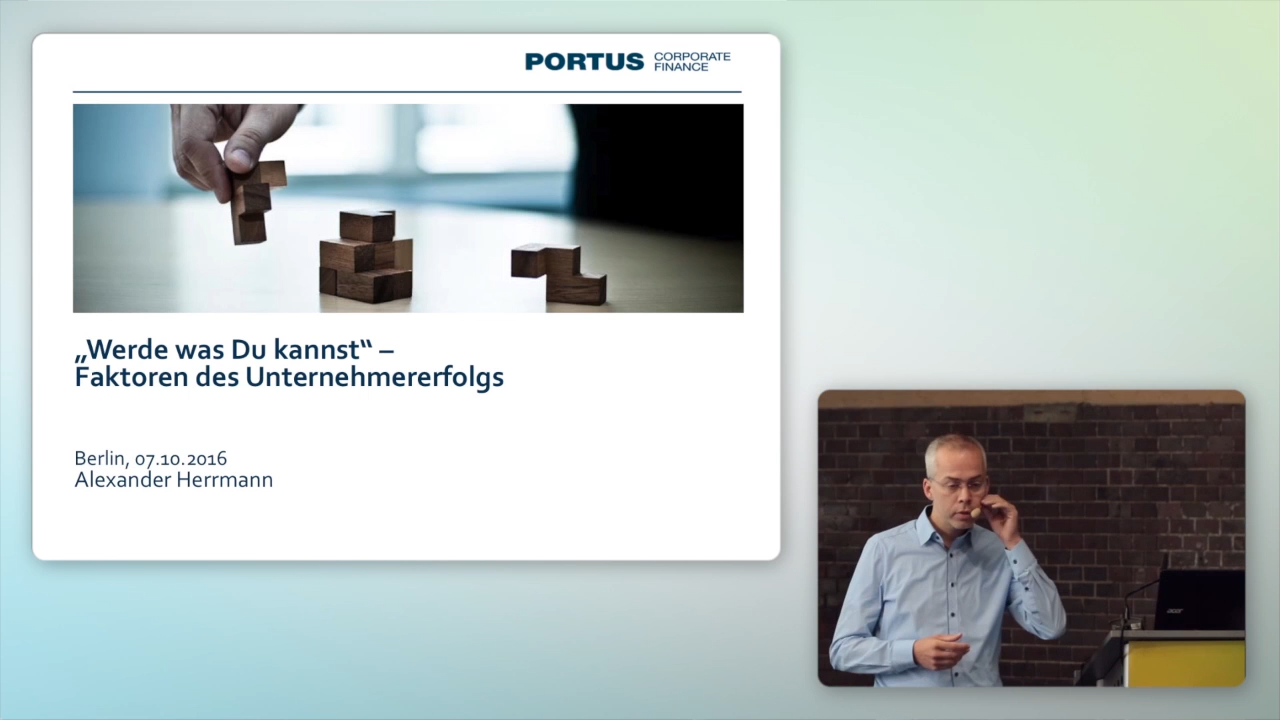 PORTUS CORPORATE
FINANCE
„Werde was Du kannst“ –
Faktoren des Unternehmererfolgs
Berlin, 07.10.2016
Alexander Herrmann
acer